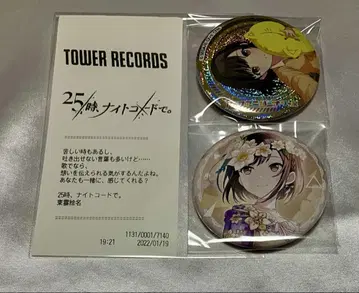 TOWER RECORDS
25時、ナイトコードで。
苦しい時もあるし、
吐き出せない言葉も多いけど……
歌でなら、
想いを伝えられる気がするんだよね。
あなたも一緒に、感じてくれる？
25時、ナイトコードで。
東雲絵名
1131/0001/7140
19:21 2022/01/19